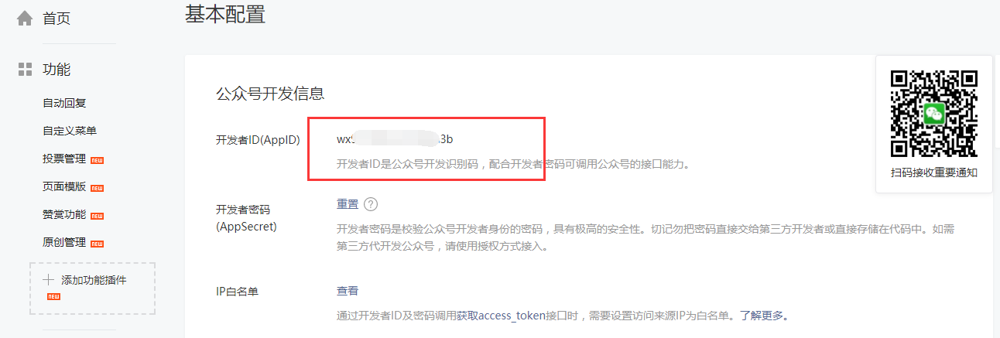 首页
基本配置
功能
自动回复
自定义菜单
投票管理 NEW
页面模版 NEW
赞赏功能 NEW
原创管理 NEW
添加功能插件
NEW
公众号开发信息
开发者ID(AppID)
wx 3b
开发者ID是公众号开发识别码，配合开发者密码可调用公众号的接口能力。
开发者密码
(AppSecret)
重置 ?
开发者密码是校验公众号开发者身份的密码，具有极高的安全性。切记勿把密码直接交给第三方开发者或直接存储在代码中。如需
第三方代开发公众号，请使用授权方式接入。
IP白名单
查看
通过开发者ID及密码调用获取access_token接口时，需要设置访问来源IP为白名单。了解更多。
扫码接收重要通知